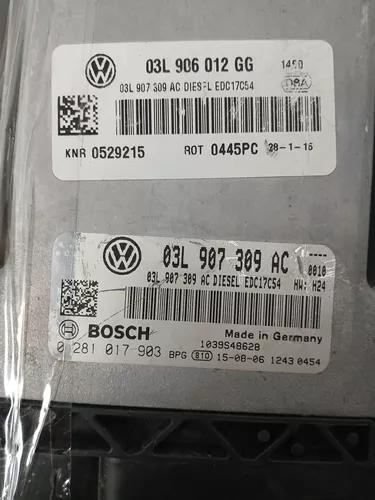 03L 906 012 GG
03L 907 309 AC DIESEL EDC17C54
KNR 0529215 ROT 0445PC 28-1-16
03L 907 309 AC ----
0010
03L 907 309 AC DIESEL EDC17C54 HW: H24
BOSCH Made in Germany
1039S48628
0 281 017 903 BPG 810 15-08-06 1243 0454